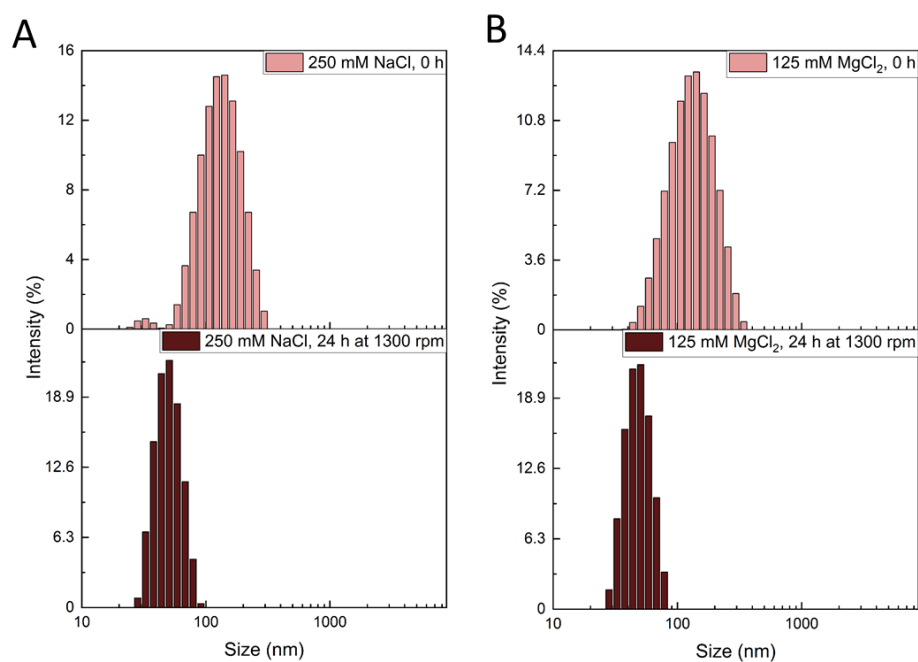 A
16
12
8
4
0
250 mM NaCl, 0 h
18.9
12.6
6.3
0
250 mM NaCl, 24 h at 1300 rpm
Intensity (%)
10
100
1000
Size (nm)
B
14.4
10.8
7.2
3.6
0
125 mM MgCl₂, 0 h
18.9
12.6
6.3
0
125 mM MgCl₂, 24 h at 1300 rpm
Intensity (%)
10
100
1000
Size (nm)